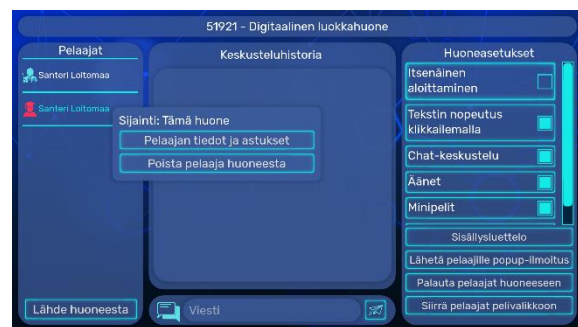 51921 - Digitaalinen luokkahuone
Pelaajat
Santeri Loitomaa
Santeri Loitomaa
Sijainti: Tämä huone
Pelaajan tiedot ja astukset
Poista pelaaja huoneesta
Lähde huoneesta
Keskusteluhistoria
Viesti
Huoneasetukset
Itsenäinen
aloittaminen
Tekstin nopeutus
klikkailemalla
Chat-keskustelu
Äänet
Minipelit
Sisällysluettelo
Lähetä pelaajille popup-ilmoitus
Palauta pelaajat huoneeseen
Siirrä pelaajat pelivalikkoon